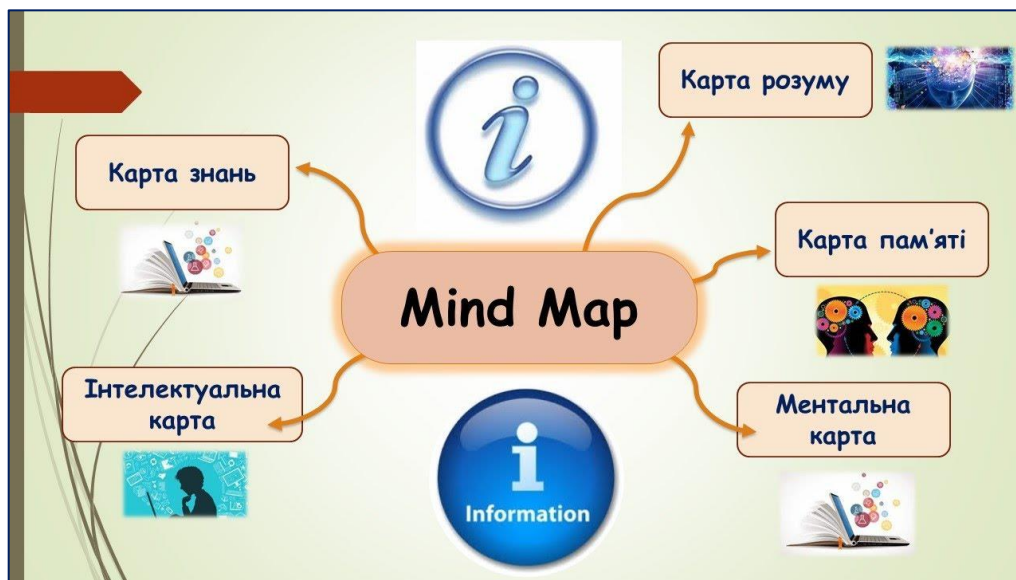 Карта розуму
Карта знань
Карта пам’яті
Mind Map
Інтелектуальна
карта
Ментальна
карта
i
Information